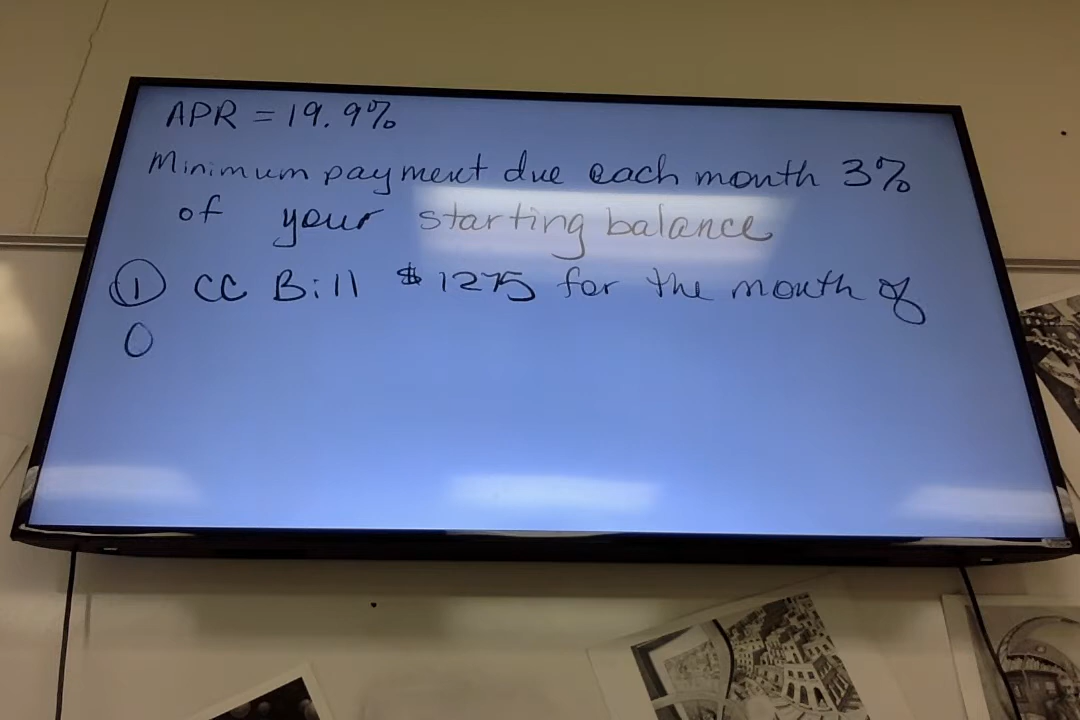 APR = 19.9%
Minimum payment due each month 3%
of your starting balance
① CC Bill $1275 for the month of
O